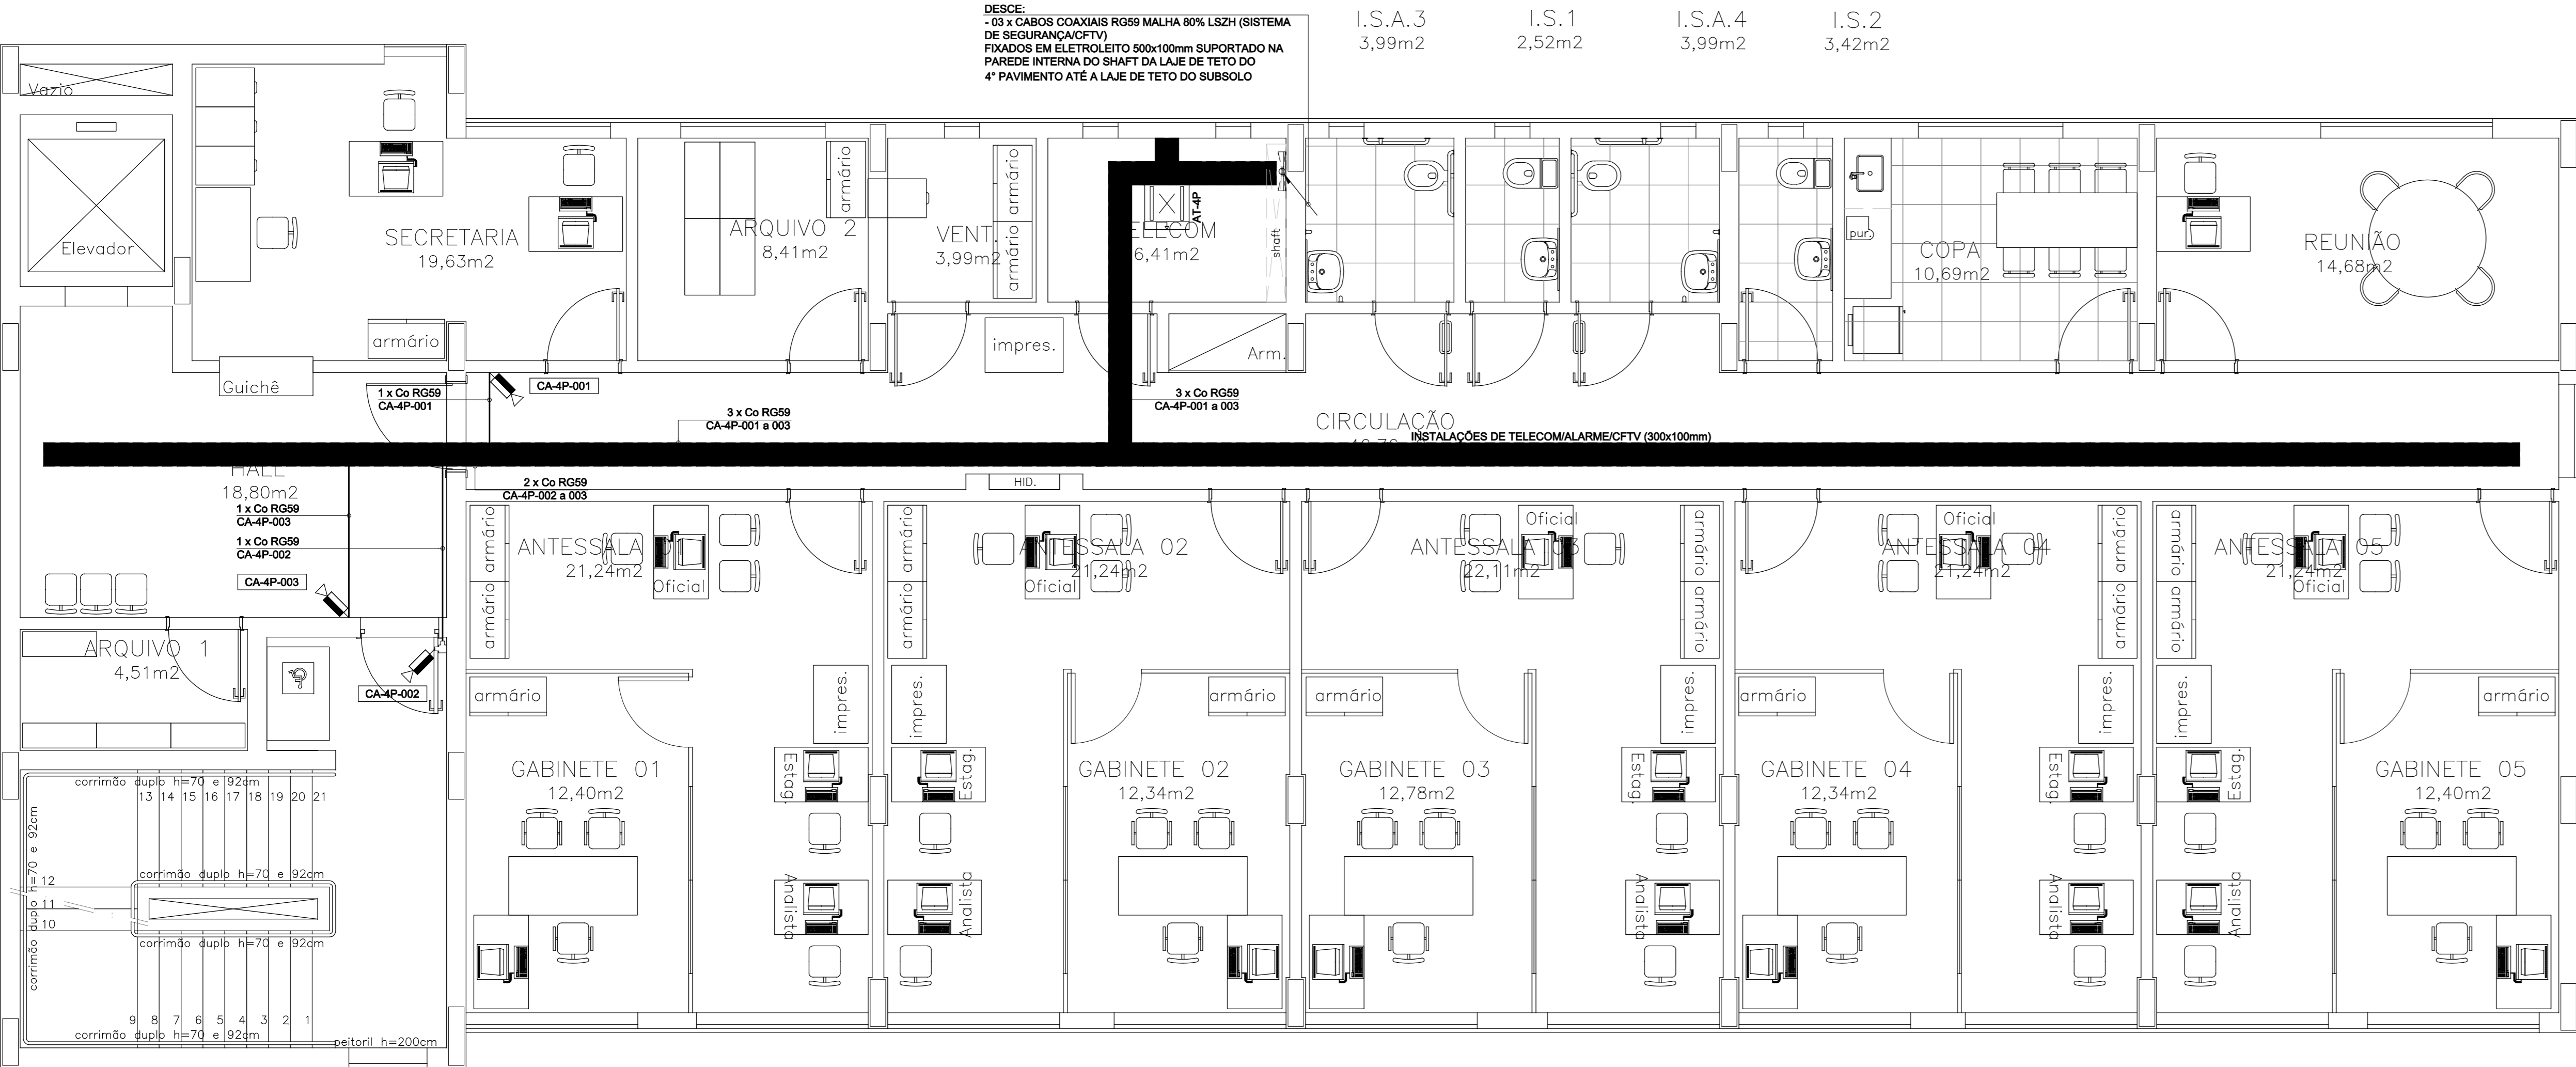 DESCE:
- 03 x CABOS COAXIAIS RG59 MALHA 80% LSZH (SISTEMA
DE SEGURANÇA/CFTV)
FIXADOS EM ELETROLEITO 500x100mm SUPORTADO NA
PAREDE INTERNA DO SHAFT DA LAJE DE TETO DO
4° PAVIMENTO ATÉ A LAJE DE TETO DO SUBSOLO
I.S.A.3
3,99m2
I.S.1
2,52m2
I.S.A.4
3,99m2
I.S.2
3,42m2
Vazio
Elevador
SECRETARIA
19,63m2
armário
Guichê
ARQUIVO 2
8,41m2
armário
VENT.
3,99m2
armário
armário
6,41m2
AT-4P
shaft
impres.
Arm.
pur.
COPA
10,69m2
REUNIÃO
14,68m2
CA-4P-001
1 x Co RG59
CA-4P-001
3 x Co RG59
CA-4P-001 a 003
3 x Co RG59
CA-4P-001 a 003
CIRCULAÇÃO
INSTALAÇÕES DE TELECOM/ALARME/CFTV (300x100mm)
HALL
18,80m2
1 x Co RG59
CA-4P-003
1 x Co RG59
CA-4P-002
CA-4P-003
2 x Co RG59
CA-4P-002 a 003
HID.
ARQUIVO 1
4,51m2
CA-4P-002
armário
armário
ANTESSALA
21,24m2
Oficial
armário
armário
ANTESSALA 02
21,24m2
Oficial
Oficial
ANTESSALA 03
22,11m2
armário
armário
Oficial
ANTESSALA 04
21,24m2
armário
armário
armário
armário
ANTESSALA 05
21,24m2
Oficial
armário
impres.
impres.
armário
armário
impres.
armário
impres.
impres.
armário
GABINETE 01
12,40m2
Estag.
Estag.
GABINETE 02
12,34m2
GABINETE 03
12,78m2
Estag.
GABINETE 04
12,34m2
Estag.
Estag.
GABINETE 05
12,40m2
Analista
Analista
Analista
Analista
Analista
corrimão duplo h=70 e 92cm
13 14 15 16 17 18 19 20 21
corrimão duplo h=70 e 92cm
corrimão duplo h=70 e 92cm
12
11
10
corrimão duplo h=70 e 92cm
9 8 7 6 5 4 3 2 1
corrimão duplo h=70 e 92cm
peitoril h=200cm